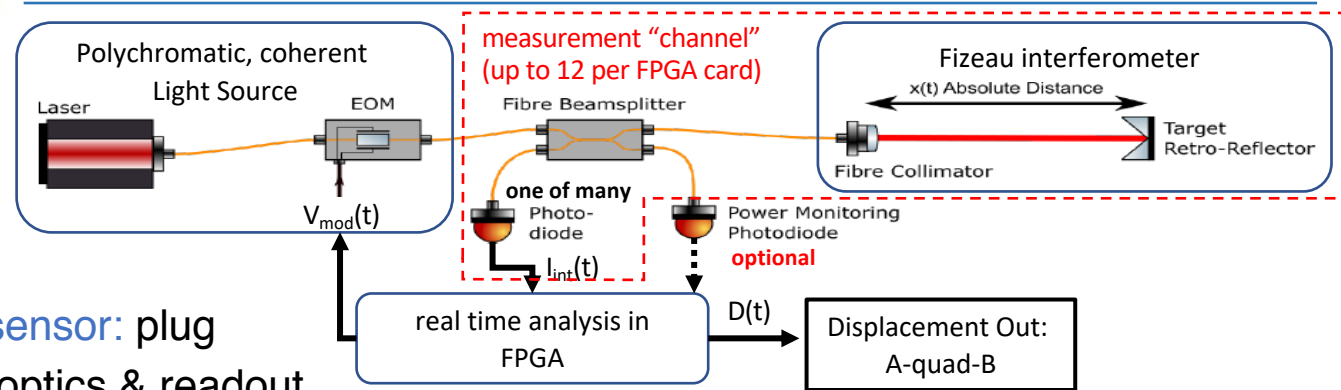 Polychromatic, coherent
Light Source
Laser
EOM
V_mod(t)
measurement “channel”
(up to 12 per FPGA card)
Fibre Beamsplitter
one of many
Photo-
diode
I_int(t)
Power Monitoring
Photodiode
optional
Fizeau interferometer
x(t) Absolute Distance
Target
Retro-Reflector
Fibre Collimator
sensor: plug
optics & readout
real time analysis in
FPGA
D(t)
Displacement Out:
A-quad-B